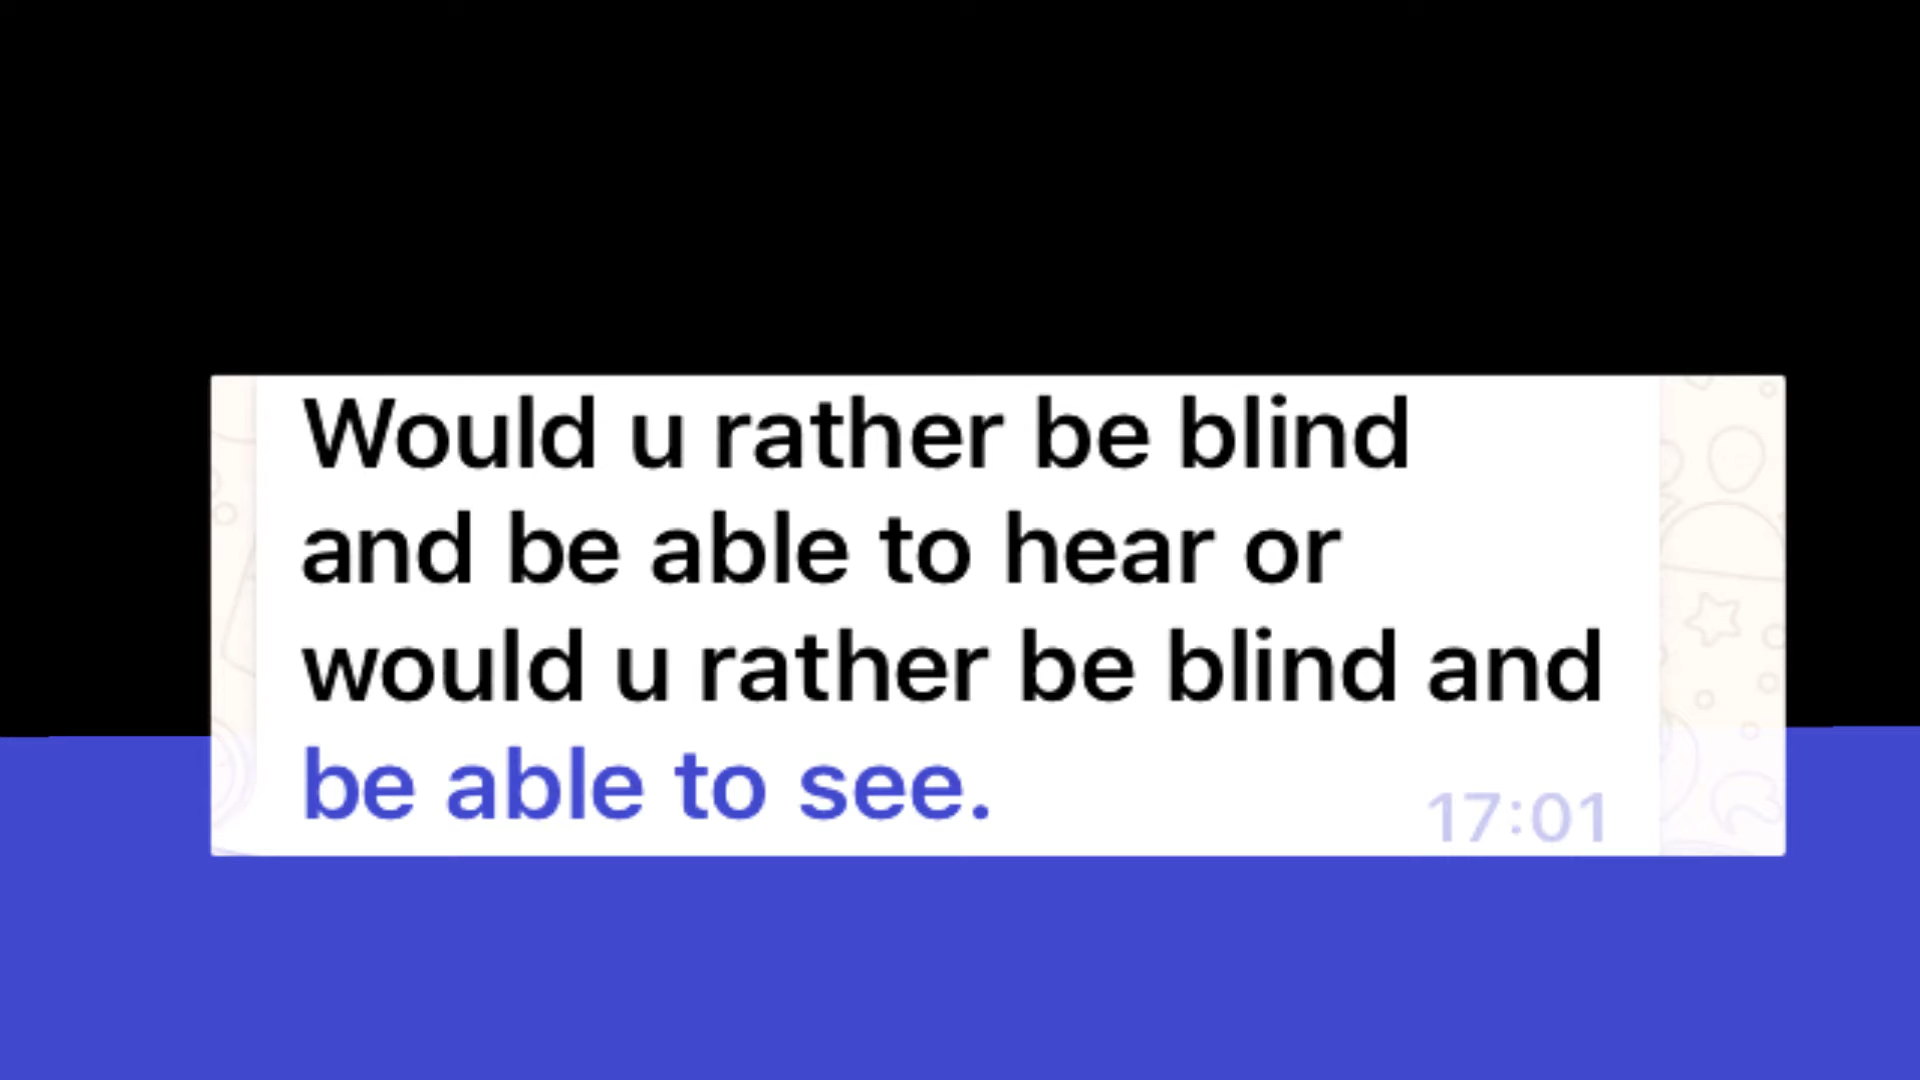 Would u rather be blind
and be able to hear or
would u rather be blind and
be able to see.
17:01